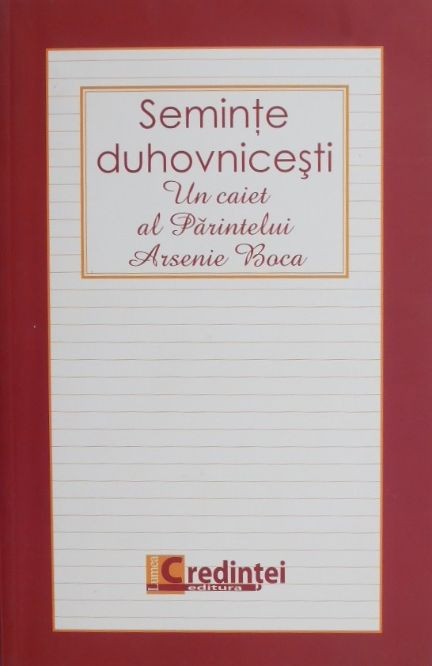 Semințe
duhovnicești
Un caiet
al Părintelui
Arsenie Boca
Lumea Credinței
editura